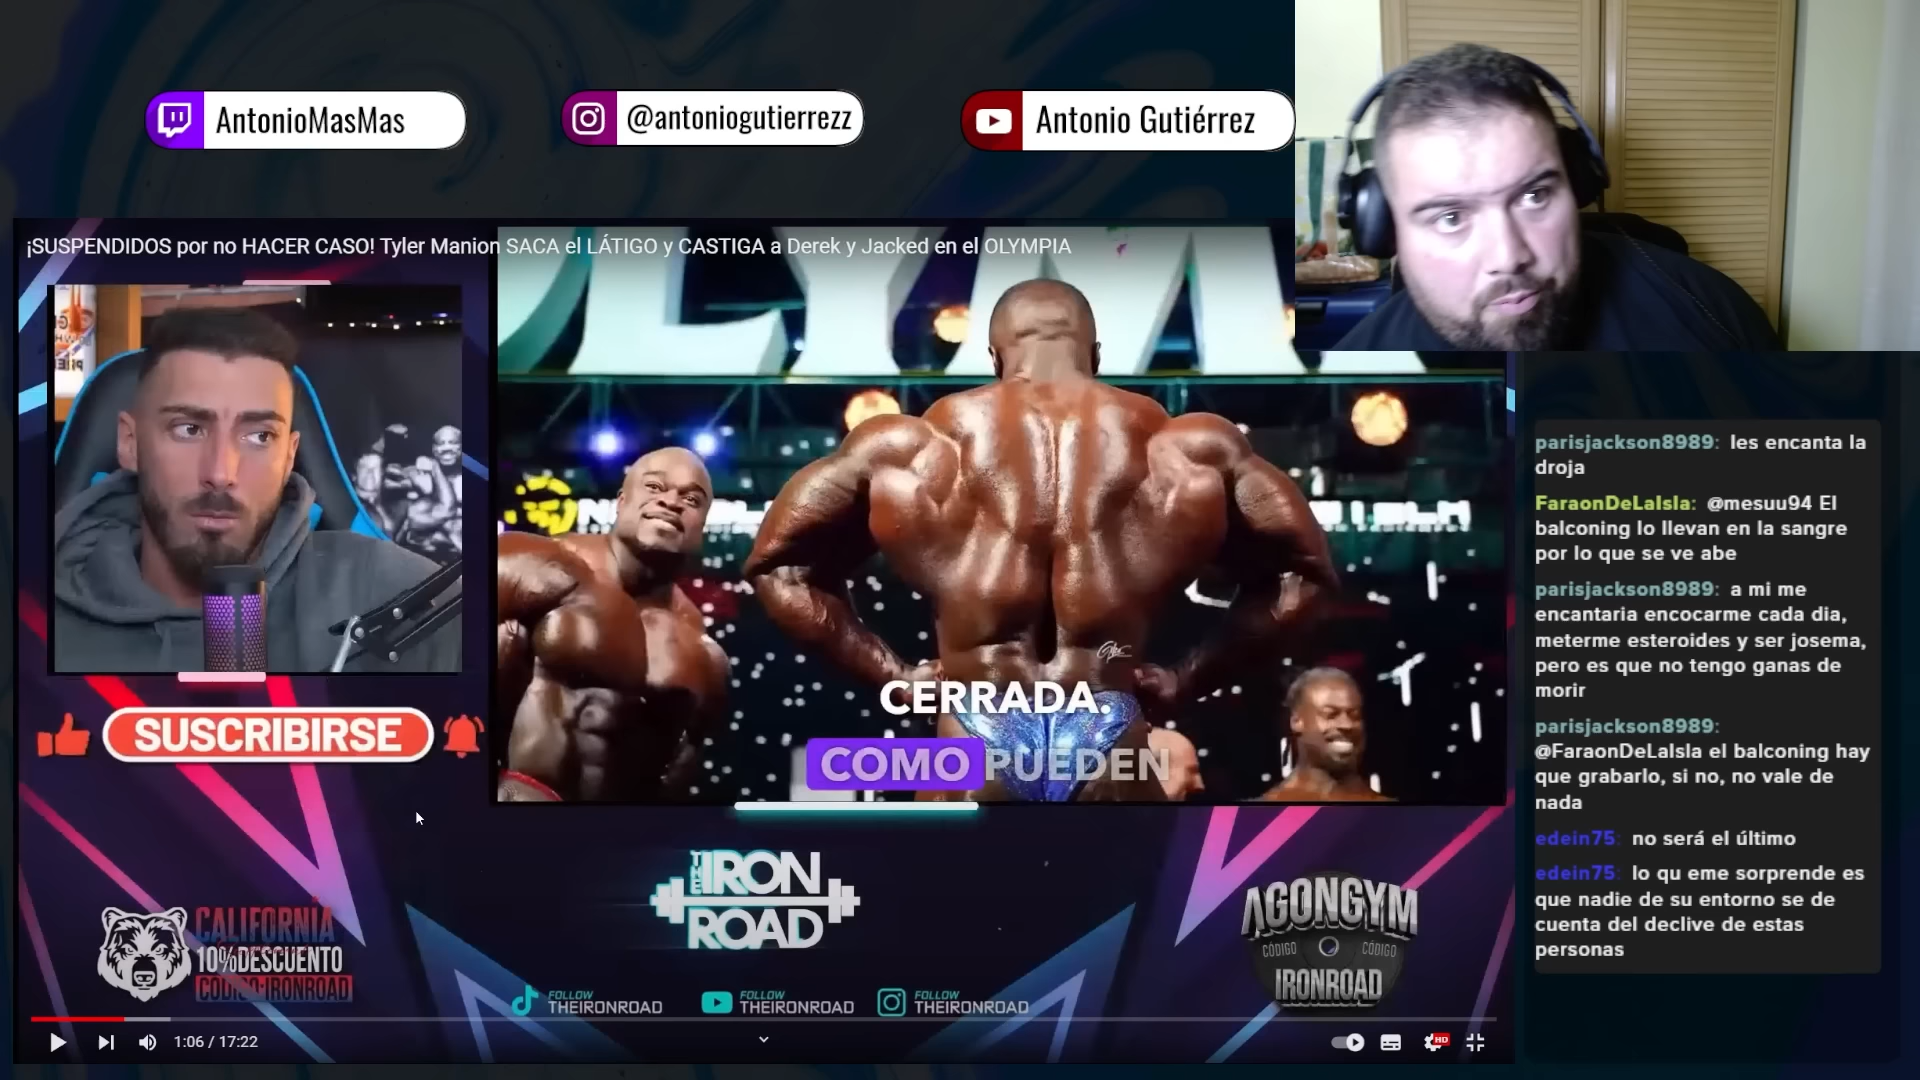 AntonioMasMas
@antoniogutierrezz
Antonio Gutiérrez
¡SUSPENDIDOS por no HACER CASO! Tyler Manion SACA el LÁTIGO y CASTIGA a Derek y Jacked en el OLYMPIA
CERRADA.
COMO PUEDEN
SUSCRIBIRSE
THE IRON
ROAD
CALIFORNIA
10%DESCUENTO
CODIGO:IRONROAD
AGONGYM
CÓDIGO CÓDIGO
IRONROAD
FOLLOW
THEIRONROAD
FOLLOW
THEIRONROAD
FOLLOW
THEIRONROAD
1:06 / 17:22
HD
parisjackson8989: les encanta la
droja
FaraonDeLaIsla: @mesuu94 El
balconing lo llevan en la sangre
por lo que se ve abe
parisjackson8989: a mi me
encantaria encocarme cada dia,
meterme esteroides y ser josema,
pero es que no tengo ganas de
morir
parisjackson8989:
@FaraonDeLaIsla el balconing hay
que grabarlo, si no, no vale de
nada
edein75: no será el último
edein75: lo qu eme sorprende es
que nadie de su entorno se de
cuenta del declive de estas
personas